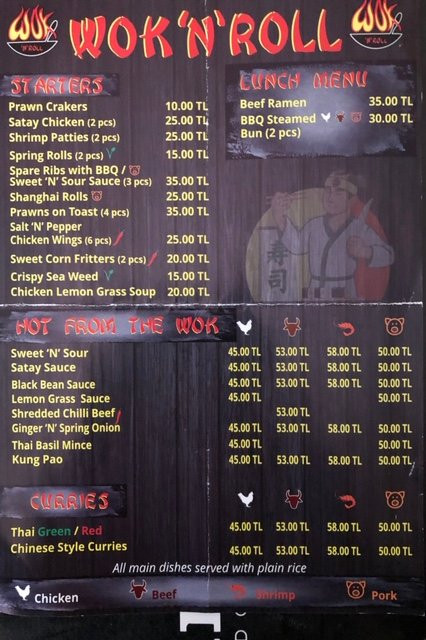 WOK 'N' ROLL
WOK
'N' ROLL
WOK
'N' ROLL
STARTERS
Prawn Crakers 10.00 TL
Satay Chicken (2 pcs) 25.00 TL
Shrimp Patties (2 pcs) 25.00 TL
Spring Rolls (2 pcs) 15.00 TL
Spare Ribs with BBQ /
Sweet 'N' Sour Sauce (3 pcs) 35.00 TL
Shanghai Rolls 25.00 TL
Prawns on Toast (4 pcs) 35.00 TL
Salt 'N' Pepper
Chicken Wings (6 pcs) 25.00 TL
Sweet Corn Fritters (2 pcs) 20.00 TL
Crispy Sea Weed 15.00 TL
Chicken Lemon Grass Soup 20.00 TL
LUNCH MENU
Beef Ramen 35.00 TL
BBQ Steamed 30.00 TL
Bun (2 pcs)
寿司
HOT FROM THE WOK
Sweet 'N' Sour 45.00 TL 53.00 TL 58.00 TL 50.00 TL
Satay Sauce 45.00 TL 53.00 TL 58.00 TL 50.00 TL
Black Bean Sauce 45.00 TL 53.00 TL 58.00 TL 50.00 TL
Lemon Grass Sauce 45.00 TL 50.00 TL
Shredded Chilli Beef 53.00 TL
Ginger 'N' Spring Onion 45.00 TL 53.00 TL 58.00 TL 50.00 TL
Thai Basil Mince 45.00 TL 50.00 TL
Kung Pao 45.00 TL 53.00 TL 58.00 TL 50.00 TL
CURRIES
Thai Green / Red 45.00 TL 53.00 TL 58.00 TL 50.00 TL
Chinese Style Curries 45.00 TL 53.00 TL 58.00 TL 50.00 TL
All main dishes served with plain rice
Chicken Beef Shrimp Pork